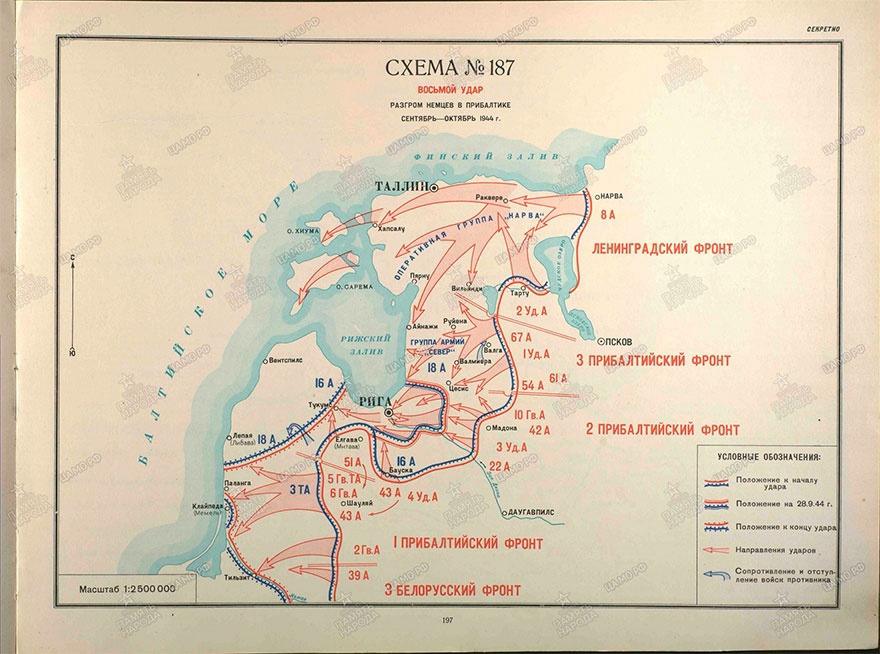 СЕКРЕТНО
СХЕМА № 187
ВОСЬМОЙ УДАР
РАЗГРОМ НЕМЦЕВ В ПРИБАЛТИКЕ
СЕНТЯБРЬ—ОКТЯБРЬ 1944 г.
ФИНСКИЙ ЗАЛИВ
ТАЛЛИН
Раквере
НАРВА
8 А
БАЛТИЙСКОЕ МОРЕ
О. ХИУМА
Хапсалу
ОПЕРАТИВНАЯ ГРУППА „НАРВА"
ЛЕНИНГРАДСКИЙ ФРОНТ
ЧУДСКОЕ ОЗЕРО
С
Ю
О. САРЕМА
Пярну
Вильянди
Тарту
2 Уд. А
РИЖСКИЙ
ЗАЛИВ
Айнажи
Руйена
67 А
ПСКОВ
ГРУППА АРМИЙ
„СЕВЕР"
Валга
1 Уд. А
3 ПРИБАЛТИЙСКИЙ ФРОНТ
Вентспилс
18 А
Валмиера
61 А
16 А
Цесис
54 А
Тукум
РИГА
10 Гв. А
42 А
2 ПРИБАЛТИЙСКИЙ ФРОНТ
Мадона
Лепая
(Либава)
18 А
Елгава
(Митава)
3 Уд. А
51 А
16 А
22 А
Бауска
Паланга
3 ТА
5 Гв. ТА
6 Гв. А
43 А
4 Уд. А
Шауляй
43 А
Клайпеда
(Мемель)
ДАУГАВПИЛС
1 ПРИБАЛТИЙСКИЙ ФРОНТ
2 Гв. А
39 А
Тильзит
3 БЕЛОРУССКИЙ ФРОНТ
Масштаб 1:2500000
УСЛОВНЫЕ ОБОЗНАЧЕНИЯ:
Положение к началу
удара
Положение на 28.9.44 г.
Положение к концу удара
Направления ударов
Сопротивление и отступ-
ление войск противника
197
ПАМЯТЬ НАРОДА
ЦАМО.РФ